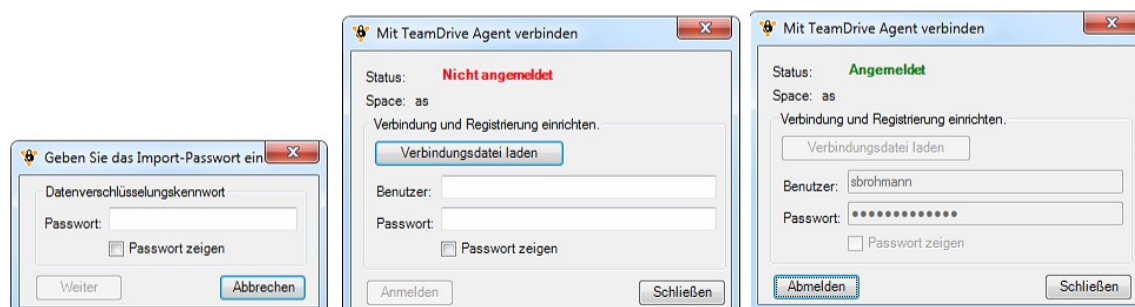 Geben Sie das Import-Passwort ein
Datenverschlüsselungskennwort
Passwort:
Passwort zeigen
Weiter
Abbrechen
Mit TeamDrive Agent verbinden
Status: Nicht angemeldet
Space: as
Verbindung und Registrierung einrichten.
Verbindungsdatei laden
Benutzer:
Passwort:
Passwort zeigen
Anmelden
Schließen
Mit TeamDrive Agent verbinden
Status: Angemeldet
Space: as
Verbindung und Registrierung einrichten.
Verbindungsdatei laden
Benutzer: sbrohmann
Passwort: ●●●●●●●●●●●●●
Passwort zeigen
Abmelden
Schließen